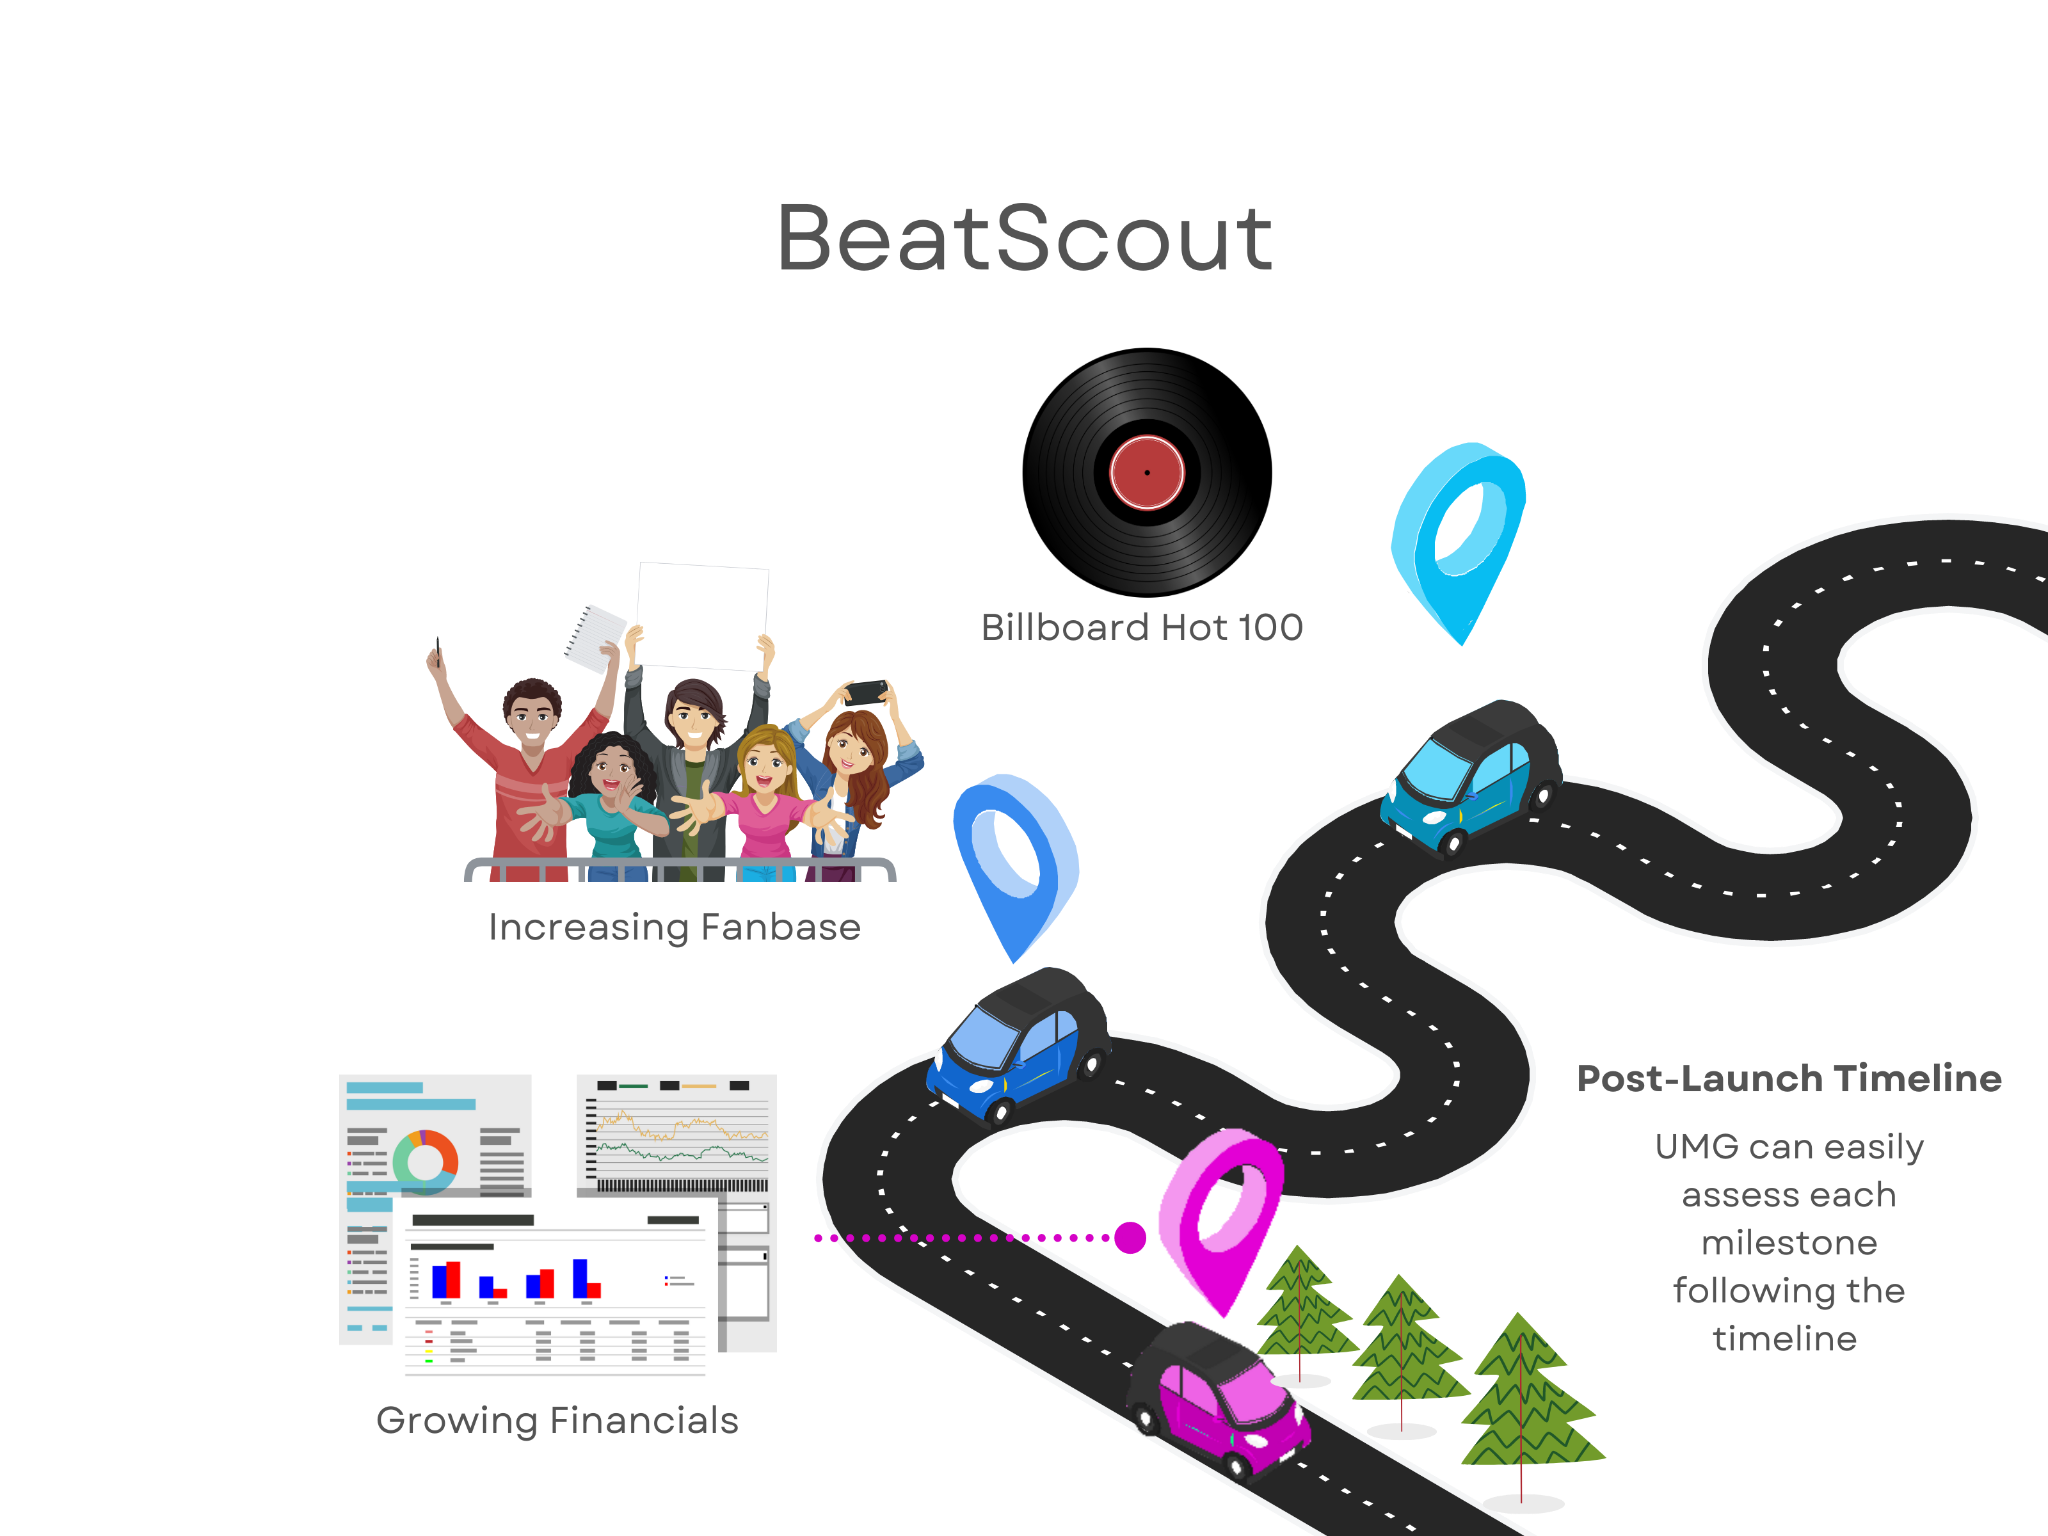 BeatScout
Billboard Hot 100
Increasing Fanbase
Growing Financials
Post-Launch Timeline
UMG can easily
assess each
milestone
following the
timeline